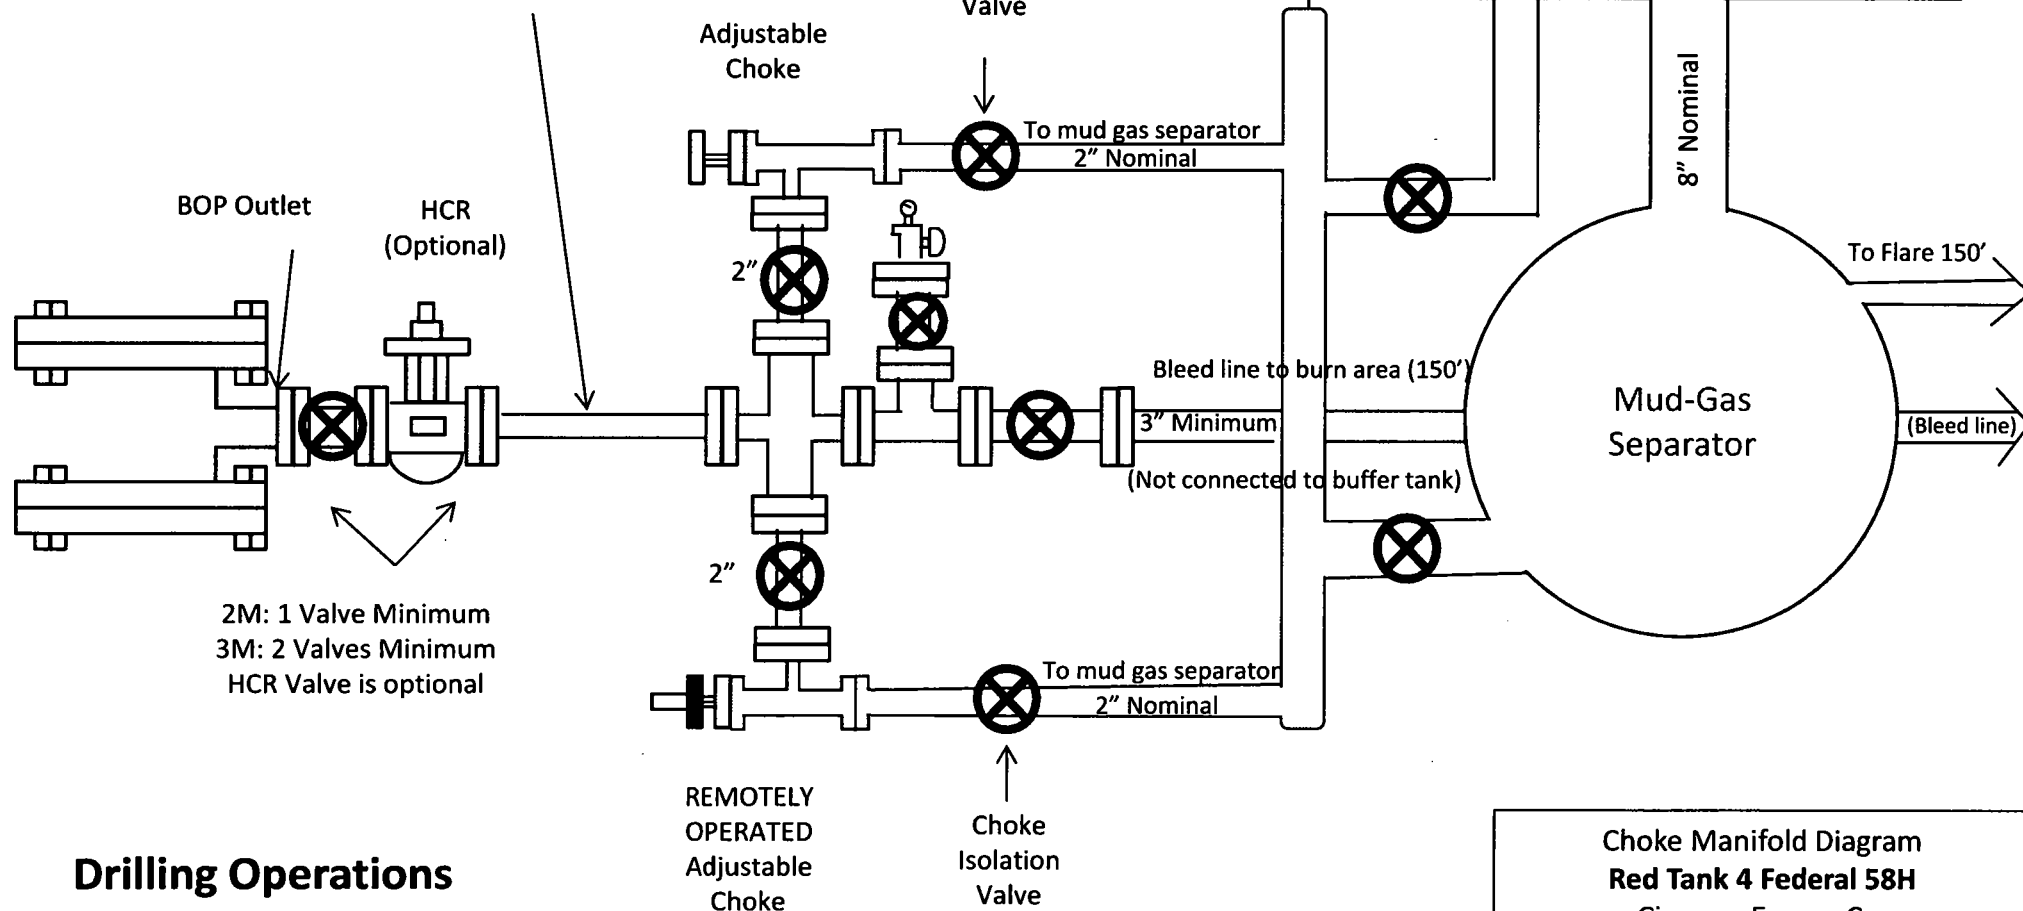 Valve
Adjustable
Choke
8” Nominal
To mud gas separator
2” Nominal
BOP Outlet
HCR
(Optional)
2”
To Flare 150’
Bleed line to burn area (150’)
3” Minimum
(Not connected to buffer tank)
Mud-Gas
Separator
(Bleed line)
2”
2M: 1 Valve Minimum
3M: 2 Valves Minimum
HCR Valve is optional
To mud gas separator
2” Nominal
REMOTELY
OPERATED
Adjustable
Choke
Choke
Isolation
Valve
Drilling Operations
Choke Manifold Diagram
Red Tank 4 Federal 58H